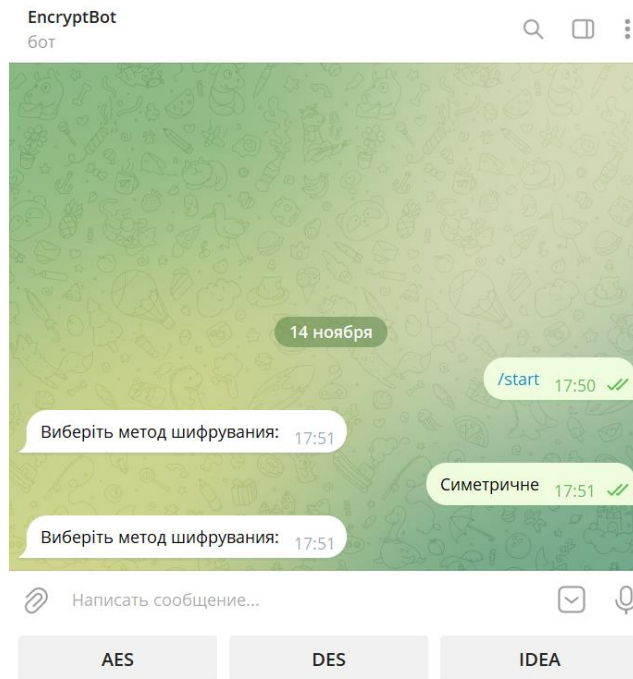 EncryptBot
бот
14 ноября
/start 17:50
Виберіть метод шифрування: 17:51
Симетричне 17:51
Виберіть метод шифрування: 17:51
Написать сообщение...
AES DES IDEA